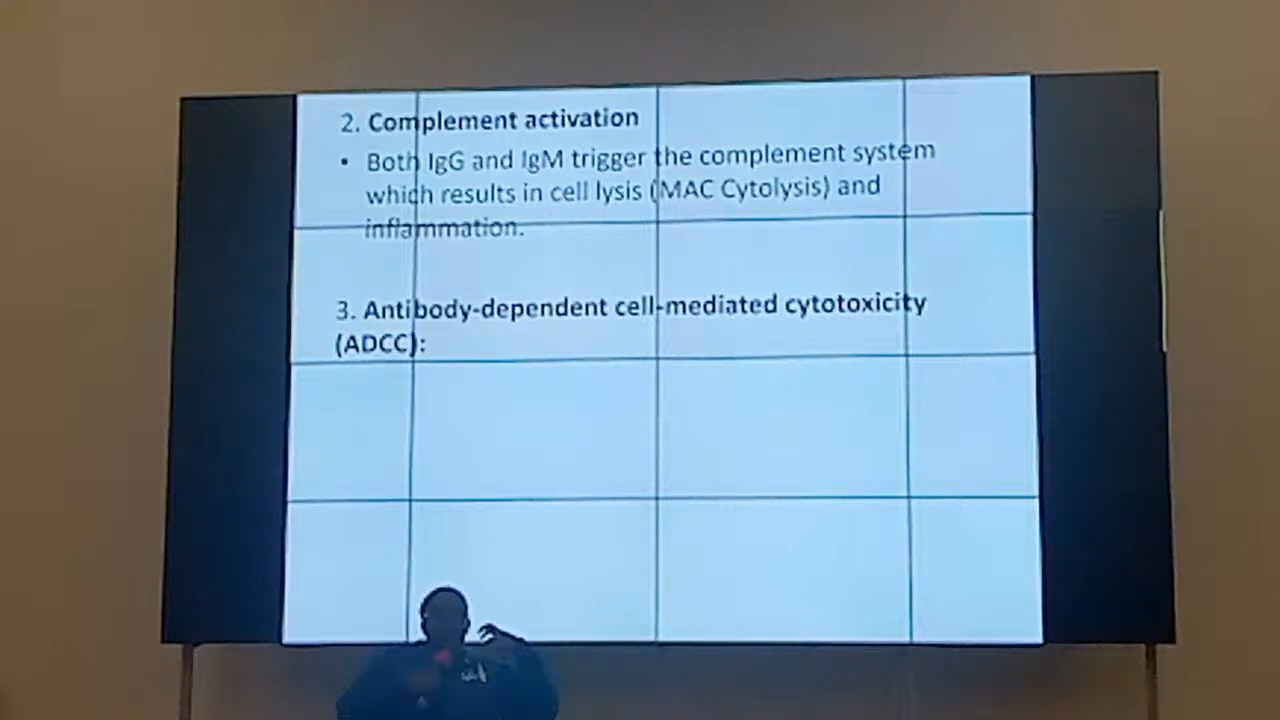 2. Complement activation
• Both IgG and IgM trigger the complement system
which results in cell lysis (MAC Cytolysis) and
inflammation.
3. Antibody-dependent cell-mediated cytotoxicity
(ADCC):